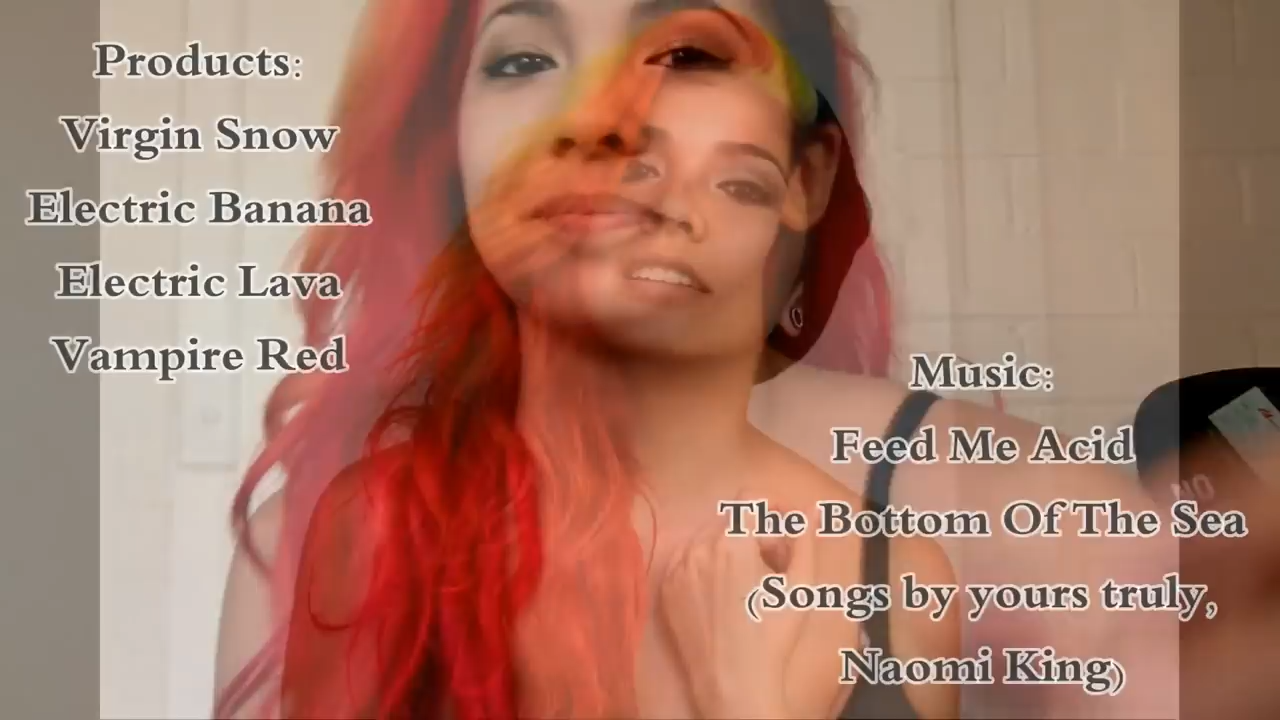 Products:
Virgin Snow
Electric Banana
Electric Lava
Vampire Red
Music:
Feed Me Acid
The Bottom Of The Sea
(Songs by yours truly,
Naomi King)